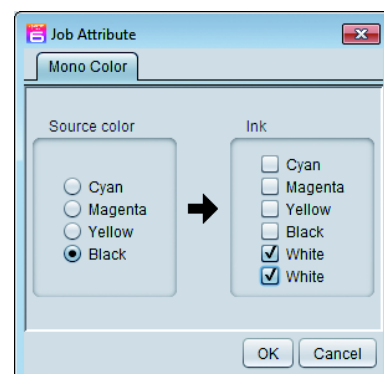 Job Attribute
Mono Color
Source color
Cyan
Magenta
Yellow
Black
Ink
Cyan
Magenta
Yellow
Black
White
White
OK
Cancel